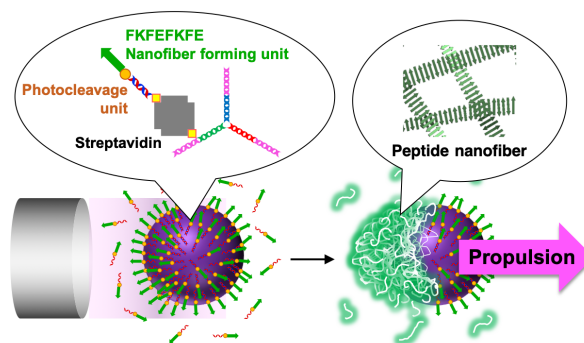 FKFEFKFE
Nanofiber forming unit
Photocleavage
unit
Streptavidin
Peptide nanofiber
Propulsion